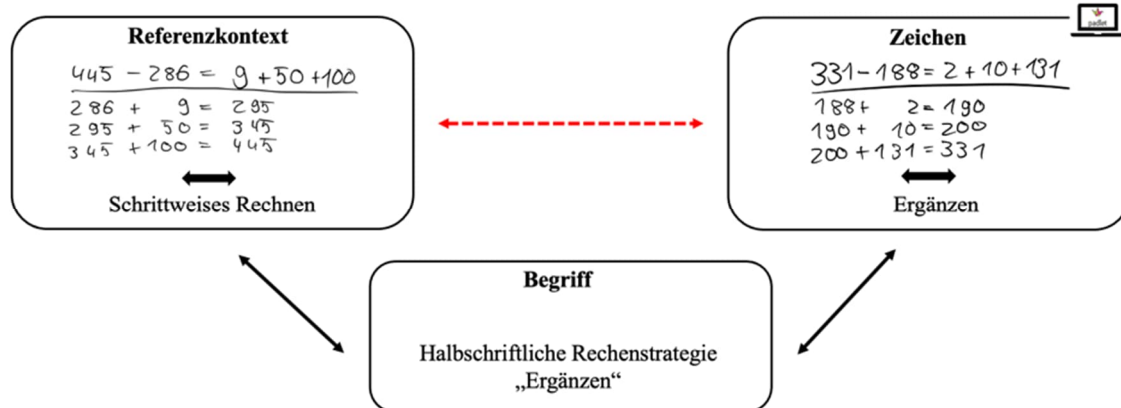 Referenzkontext
445 - 286 = 9 + 50 + 100
286 + 9 = 295
295 + 50 = 345
345 + 100 = 445
Schrittweises Rechnen
Zeichen
padlet
331 - 188 = 2 + 10 + 131
188 + 2 = 190
190 + 10 = 200
200 + 131 = 331
Ergänzen
Begriff
Halbschriftliche Rechenstrategie
„Ergänzen“